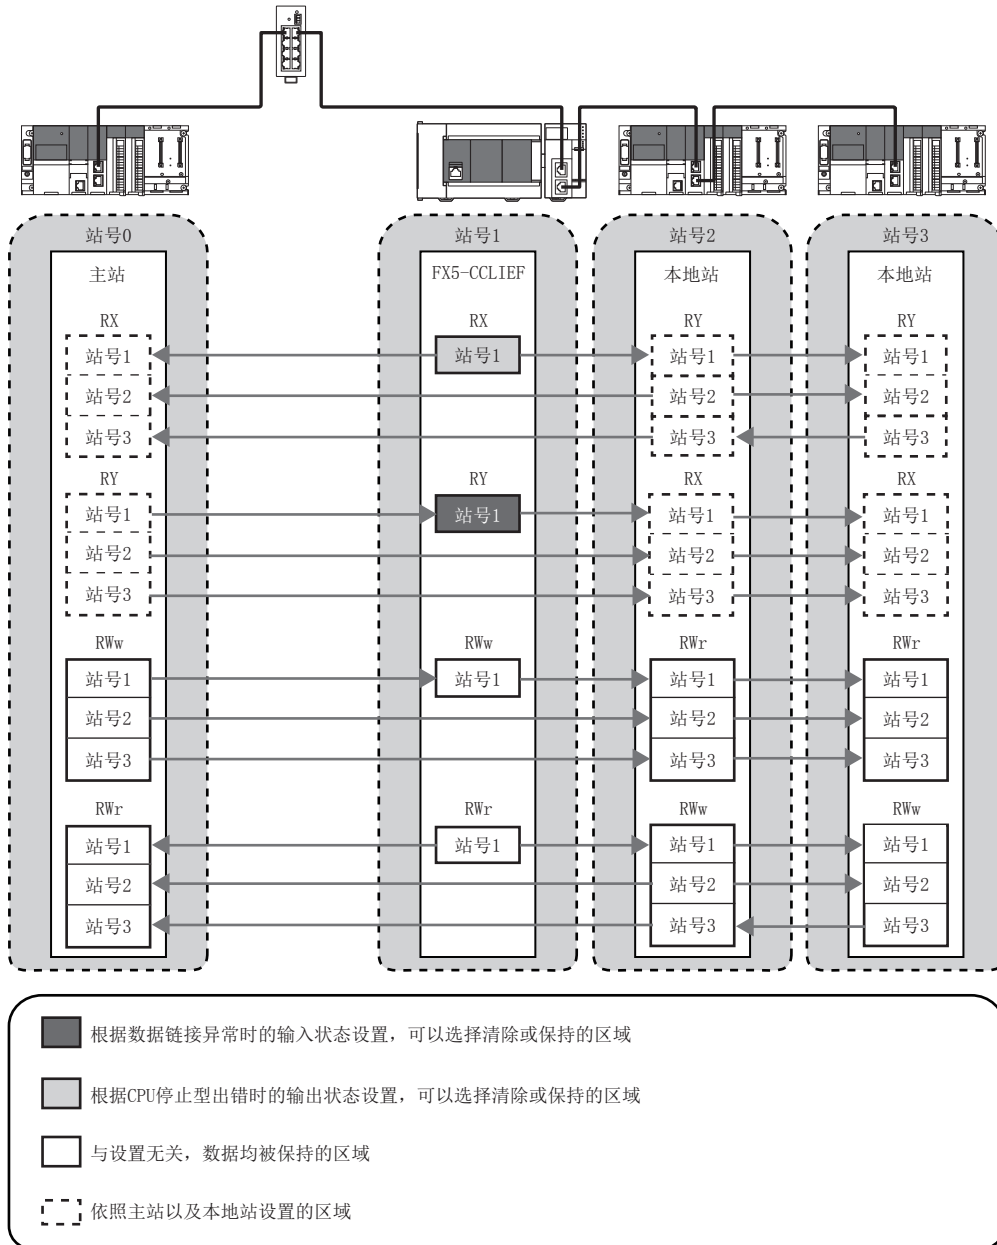 站号0 站号1 站号2 站号3
主站 FX5-CCLIEF 本地站 本地站
RX RX RY RY
站号1 站号1 站号1 站号1
站号2 站号2 站号2
站号3 站号3 站号3
RY RY RX RX
站号1 站号1 站号1 站号1
站号2 站号2 站号2
站号3 站号3 站号3
RWw RWw RWr RWr
站号1 站号1 站号1 站号1
站号2 站号2 站号2
站号3 站号3 站号3
RWr RWr RWw RWw
站号1 站号1 站号1 站号1
站号2 站号2 站号2
站号3 站号3 站号3
根据数据链接异常时的输入状态设置，可以选择清除或保持的区域
根据CPU停止型出错时的输出状态设置，可以选择清除或保持的区域
与设置无关，数据均被保持的区域
依照主站以及本地站设置的区域